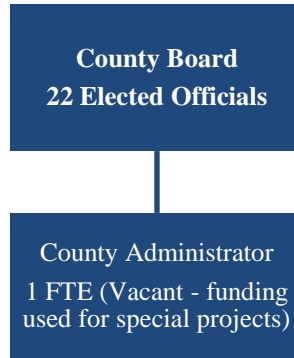 County Board
22 Elected Officials
County Administrator
1 FTE (Vacant - funding
used for special projects)